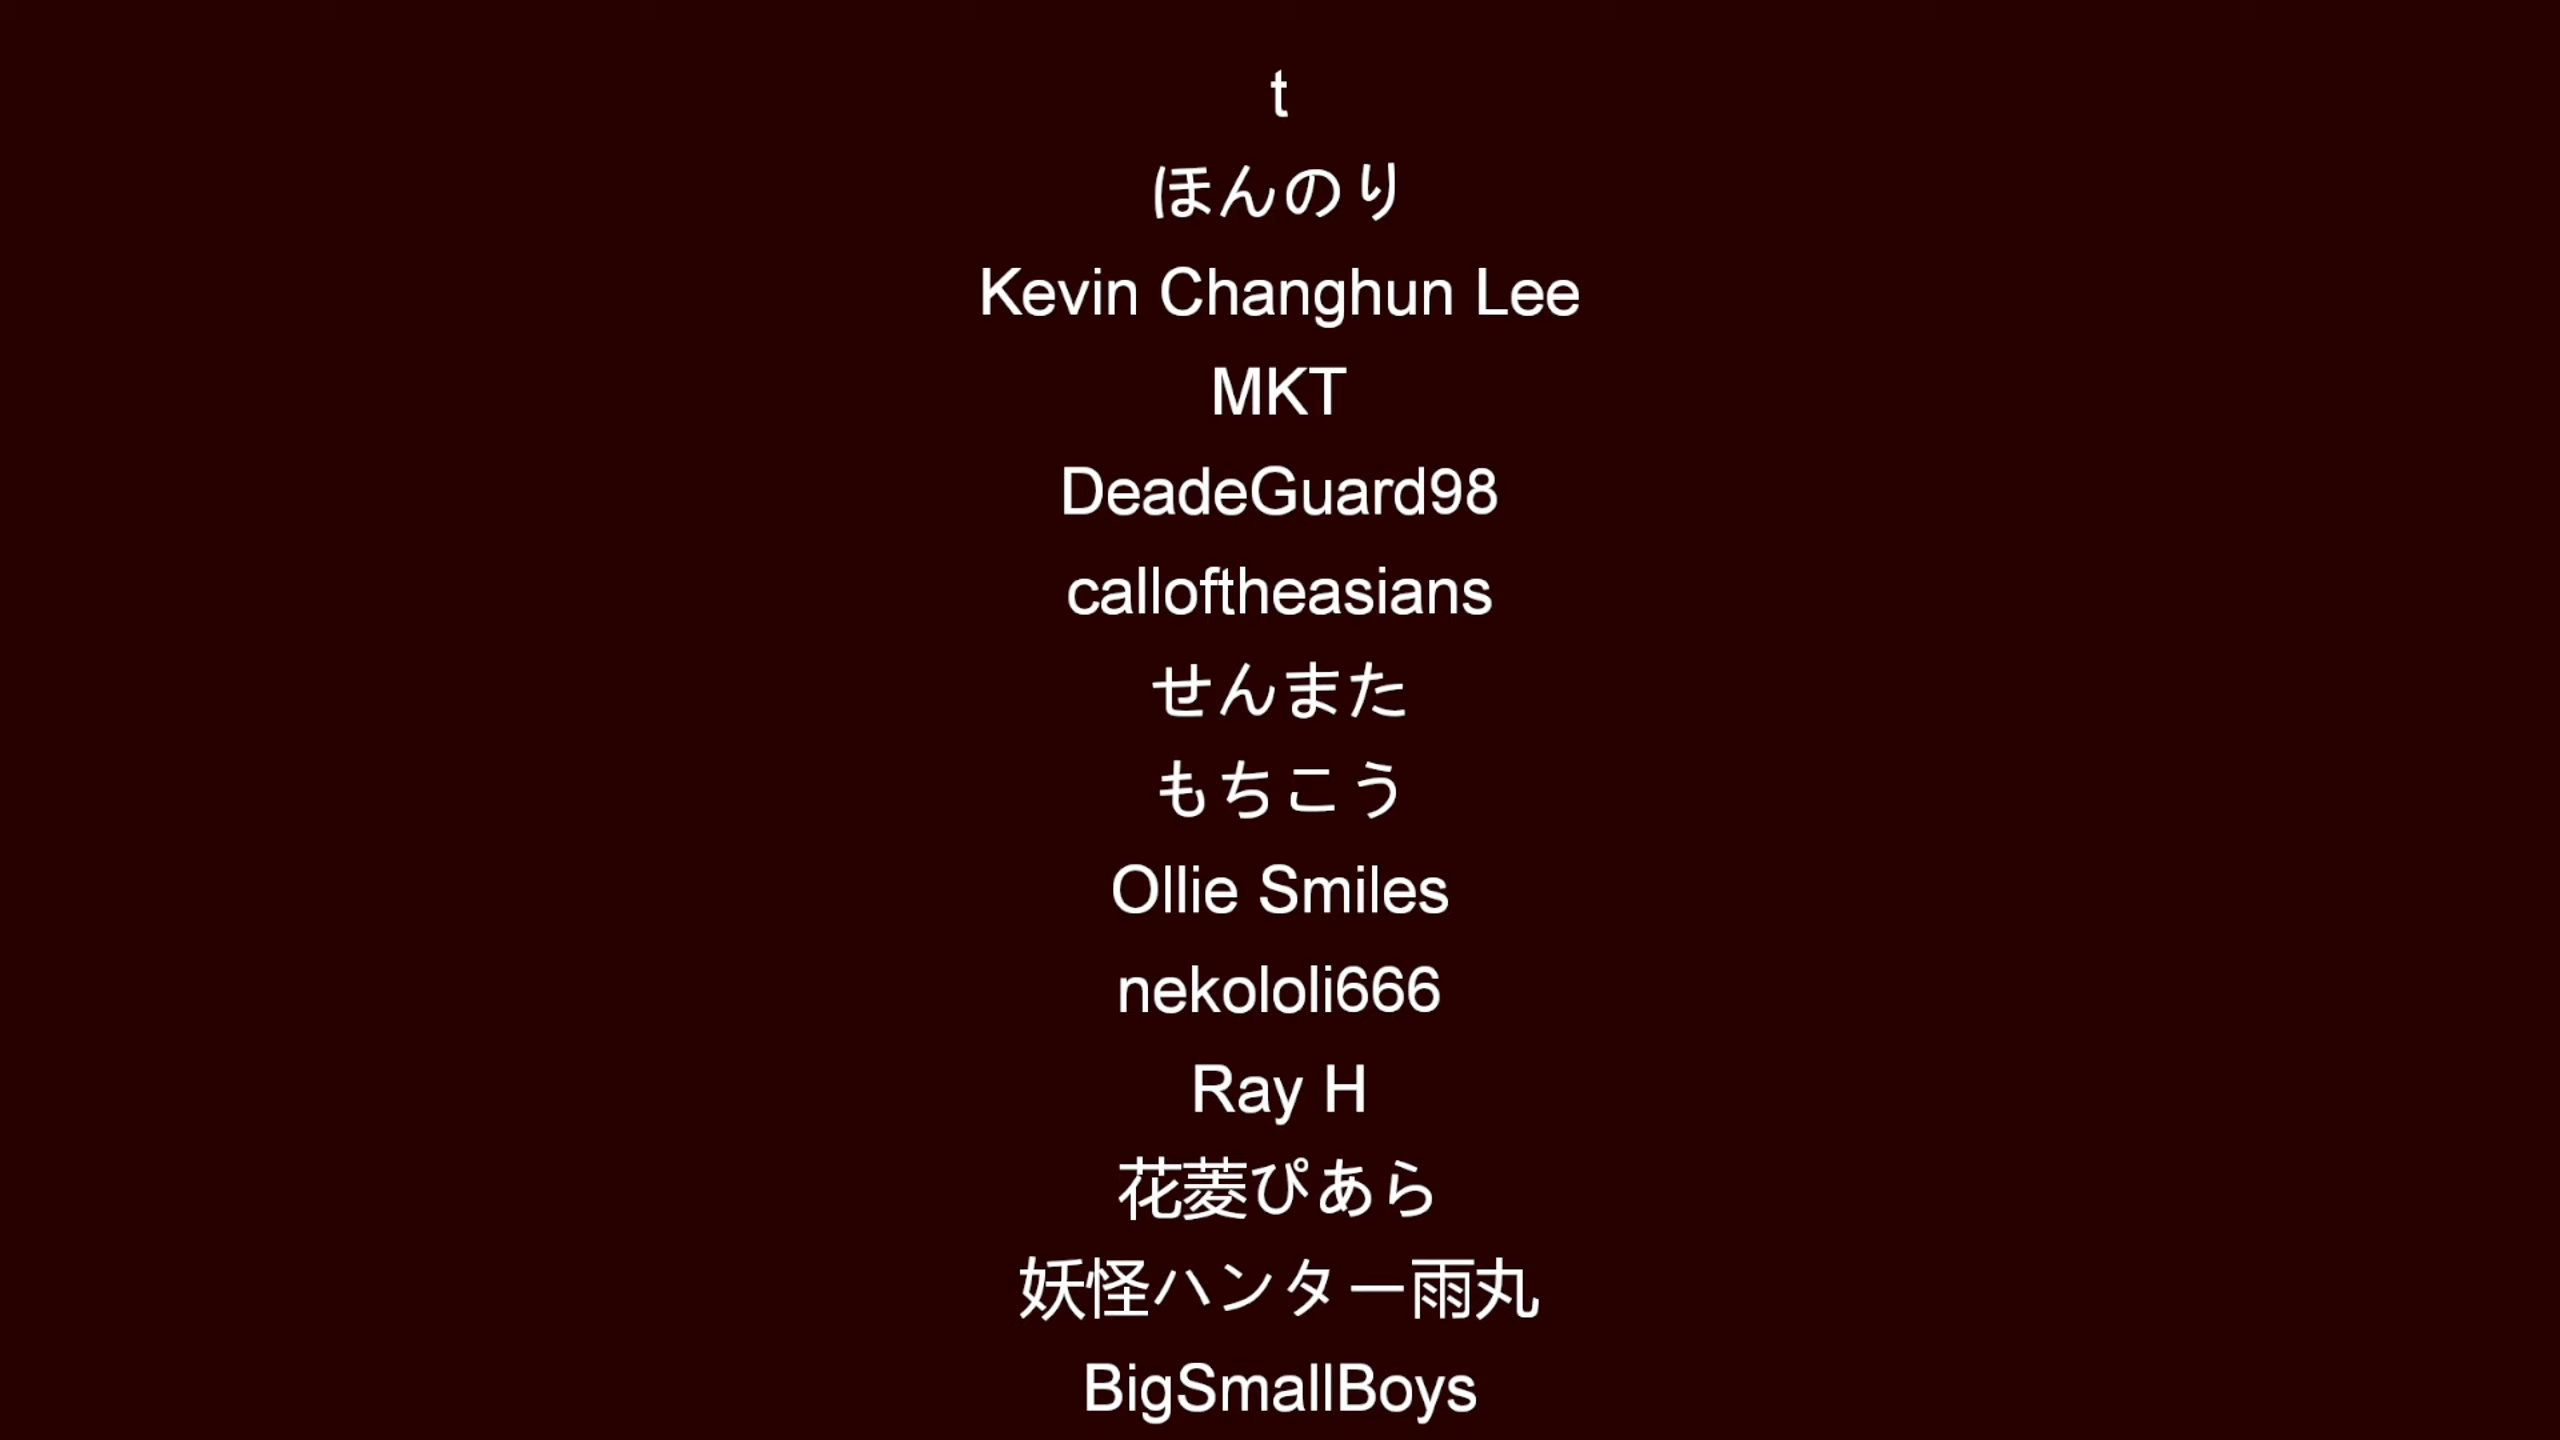 t
ほんのり
Kevin Changhun Lee
MKT
DeadeGuard98
calloftheasians
せんまた
もちこう
Ollie Smiles
nekololi666
Ray H
花菱ぴあら
妖怪ハンター雨丸
BigSmallBoys